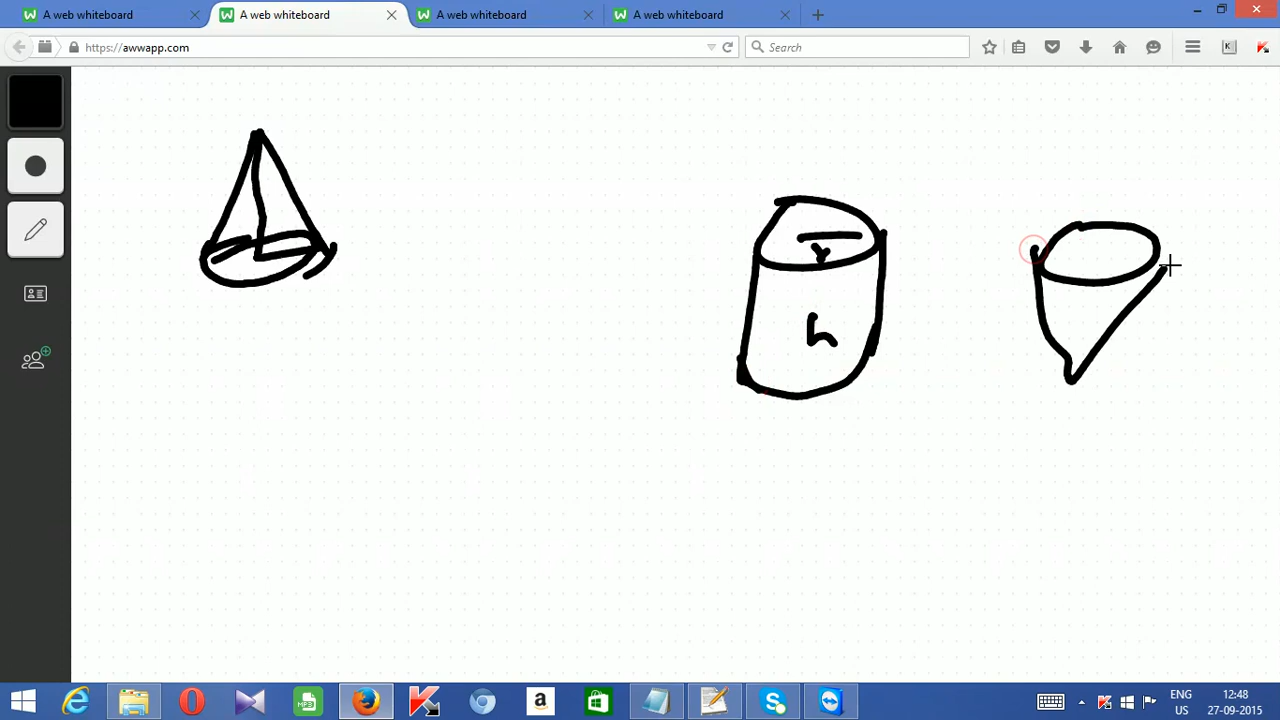 A web whiteboard
A web whiteboard
A web whiteboard
A web whiteboard
https://awwapp.com
Search
K
r
h
MP3
a
ENG
US
12:48
27-09-2015